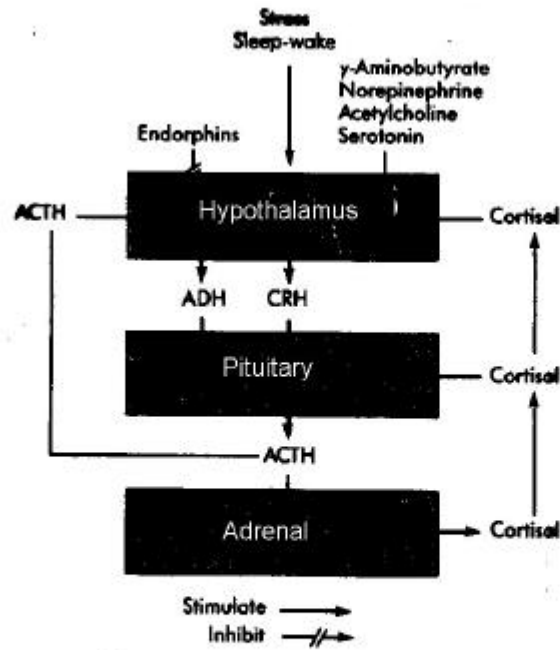 Stress
Sleep-wake
γ-Aminobutyrate
Norepinephrine
Acetylcholine
Serotonin
Endorphins
Hypothalamus
ACTH
Cortisol
ADH
CRH
Pituitary
Cortisol
ACTH
Adrenal
Cortisol
Stimulate
Inhibit